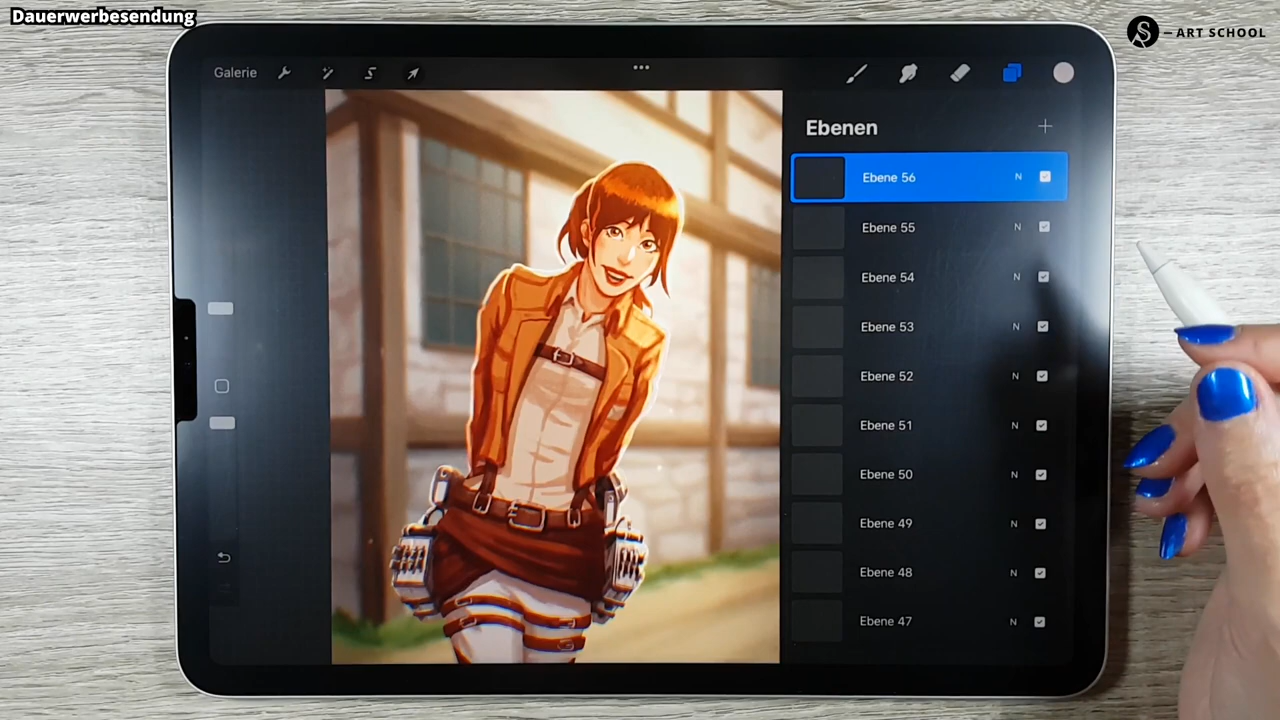 Dauerwerbesendung
S – ART SCHOOL
Galerie
Ebenen
Ebene 56 N
Ebene 55 N
Ebene 54 N
Ebene 53 N
Ebene 52 N
Ebene 51 N
Ebene 50 N
Ebene 49 N
Ebene 48 N
Ebene 47 N